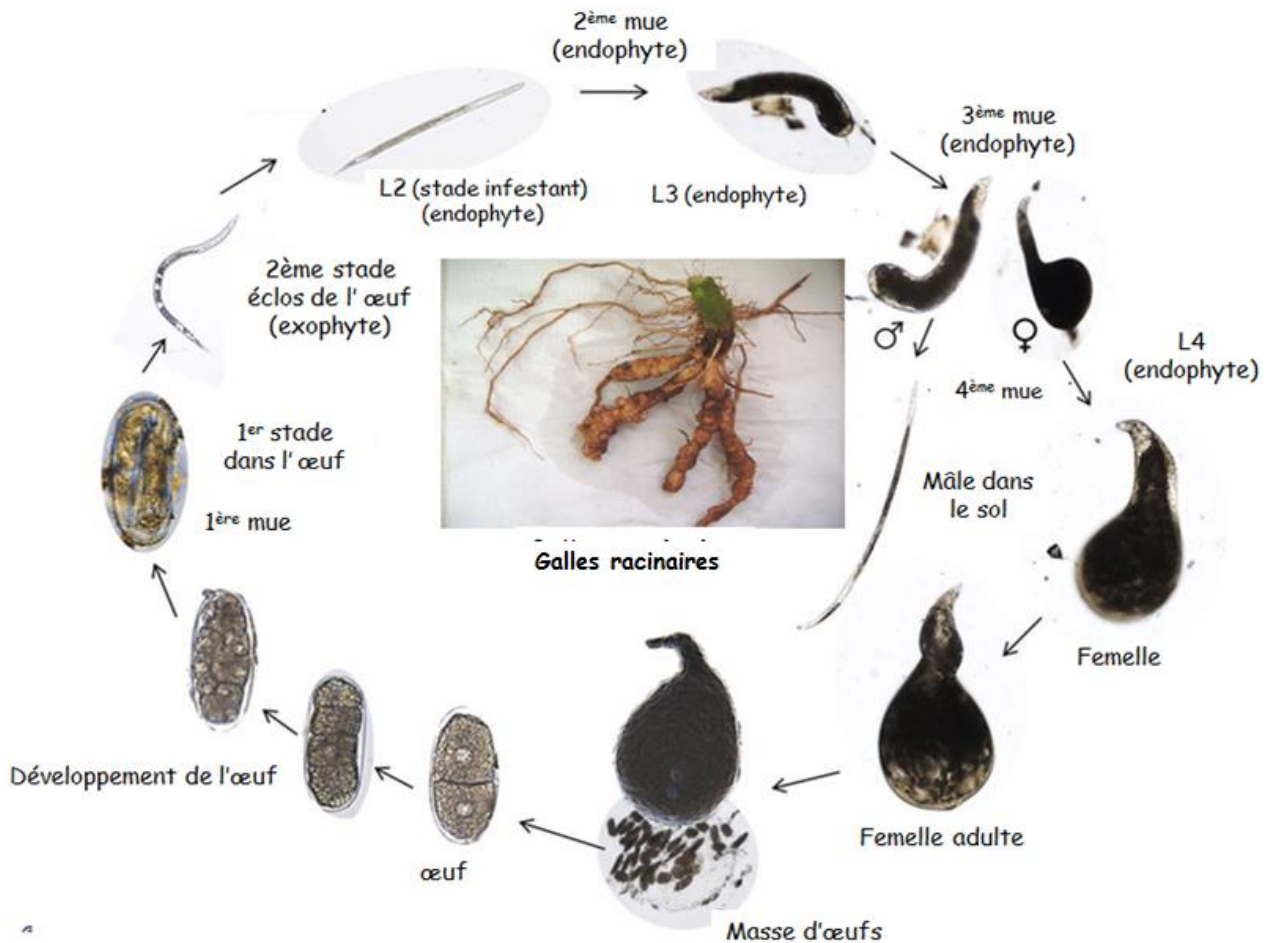 2ème mue
(endophyte)
3ème mue
(endophyte)
L2 (stade infestant)
(endophyte)
L3 (endophyte)
2ème stade
éclos de l' œuf
(exophyte)
♂
♀
L4
(endophyte)
4ème mue
1er stade
dans l'œuf
Mâle dans
le sol
1ère mue
Galles racinaires
Femelle
Développement de l'œuf
Femelle adulte
œuf
Masse d'œufs